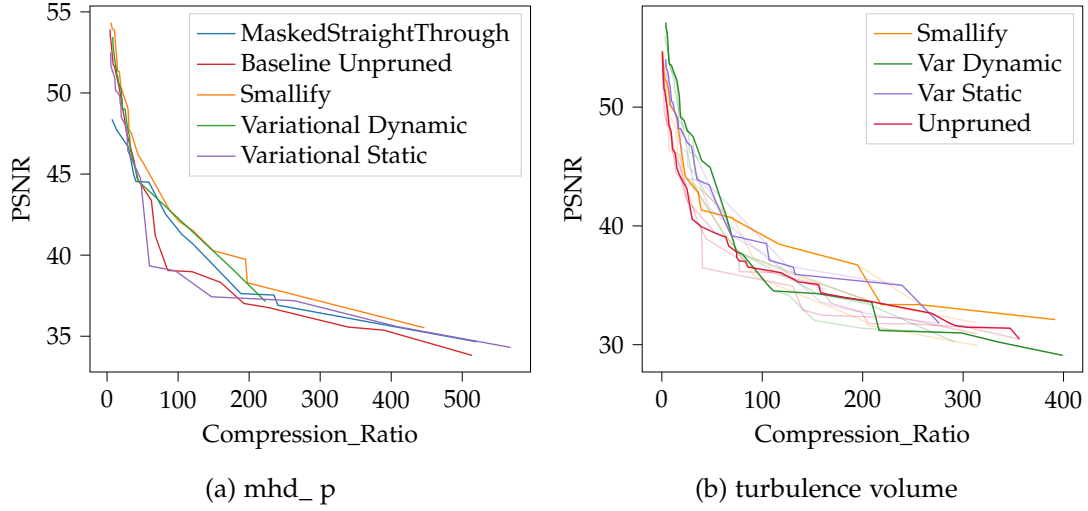 55
50
45
40
35
PSNR
MaskedStraightThrough
Baseline Unpruned
Smallify
Variational Dynamic
Variational Static
0 100 200 300 400 500
Compression_Ratio
(a) mhd_ p
50
40
30
PSNR
Smallify
Var Dynamic
Var Static
Unpruned
0 100 200 300 400
Compression_Ratio
(b) turbulence volume